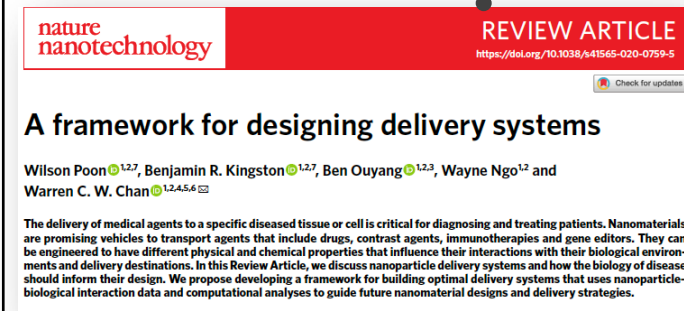 nature
nanotechnology
REVIEW ARTICLE
https://doi.org/10.1038/s41565-020-0759-5
Check for updates
A framework for designing delivery systems
Wilson Poon 1,2,7, Benjamin R. Kingston 1,2,7, Ben Ouyang 1,2,3, Wayne Ngo1,2 and
Warren C. W. Chan 1,2,4,5,6 ✉
The delivery of medical agents to a specific diseased tissue or cell is critical for diagnosing and treating patients. Nanomaterials
are promising vehicles to transport agents that include drugs, contrast agents, immunotherapies and gene editors. They can
be engineered to have different physical and chemical properties that influence their interactions with their biological environ-
ments and delivery destinations. In this Review Article, we discuss nanoparticle delivery systems and how the biology of disease
should inform their design. We propose developing a framework for building optimal delivery systems that uses nanoparticle–
biological interaction data and computational analyses to guide future nanomaterial designs and delivery strategies.